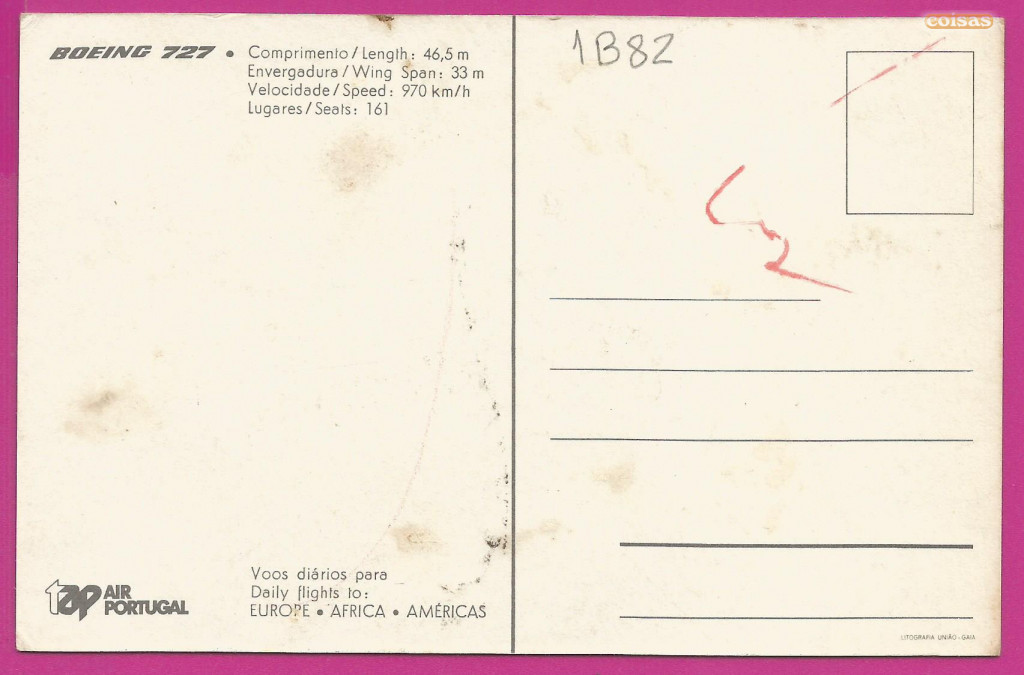 BOEING 727 • Comprimento / Length: 46,5 m
Envergadura / Wing Span: 33 m
Velocidade / Speed: 970 km/h
Lugares / Seats: 161
tap AIR
PORTUGAL
Voos diários para
Daily flights to:
EUROPE • AFRICA • AMÉRICAS
1B82
coisas
LITOGRAFIA UNIÃO - GAIA